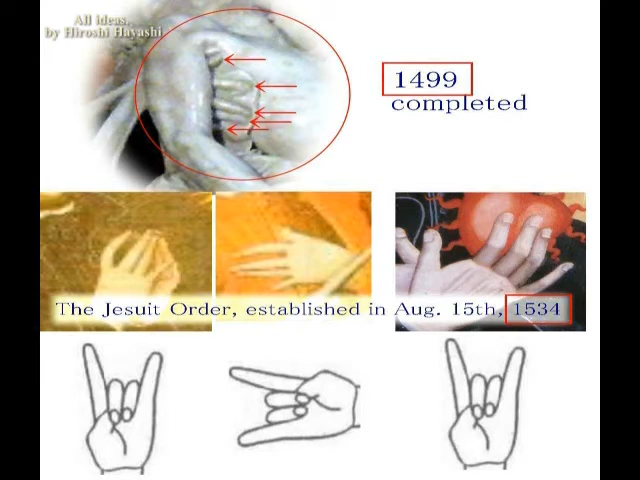 All ideas,
by Hiroshi Hayashi
1499
completed
The Jesuit Order, established in Aug. 15th, 1534